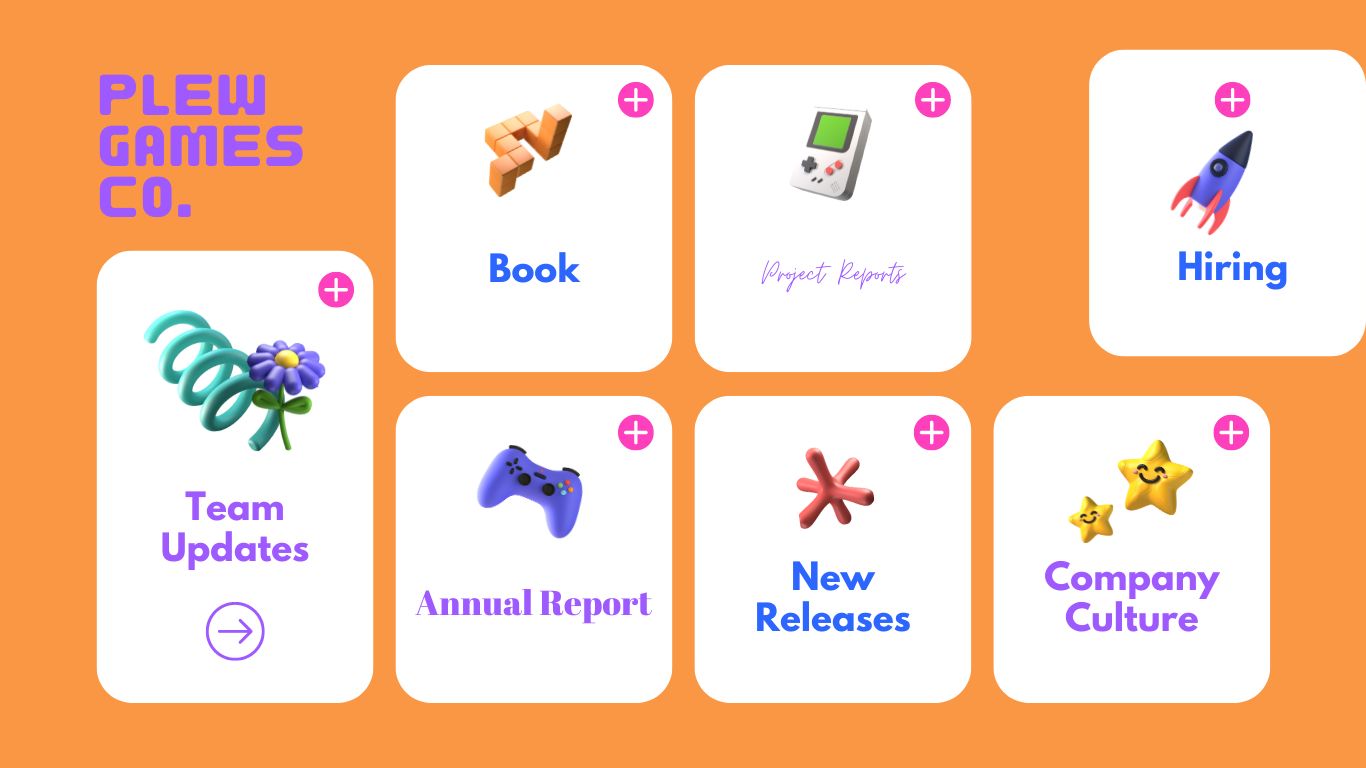 PLEW
GAMES
CO.
Book
Project Reports
Hiring
Team
Updates
Annual Report
New
Releases
Company
Culture